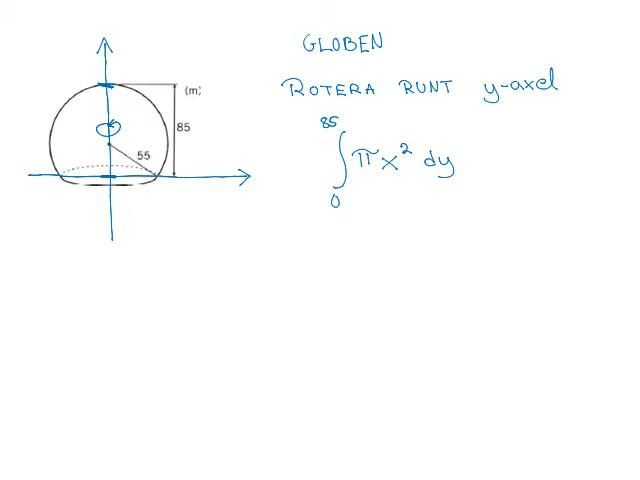 GLOBEN
ROTERA RUNT y-axel
(m)
85
55
85
∫ πx² dy
0